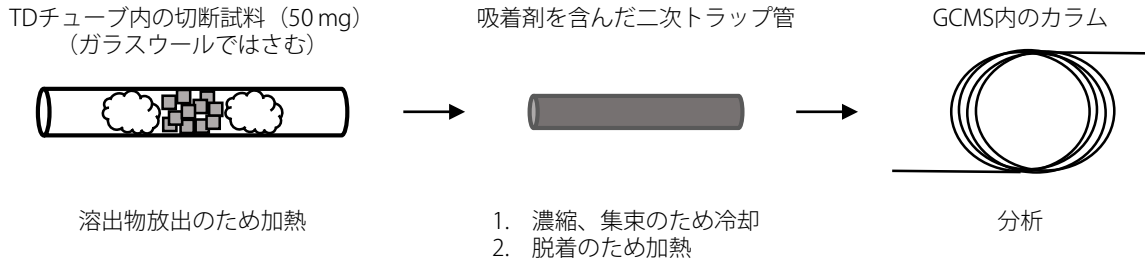 TDチューブ内の切断試料（50 mg）
（ガラスウールではさむ）
吸着剤を含んだ二次トラップ管
GCMS内のカラム
溶出物放出のため加熱
1. 濃縮、集束のため冷却
2. 脱着のため加熱
分析